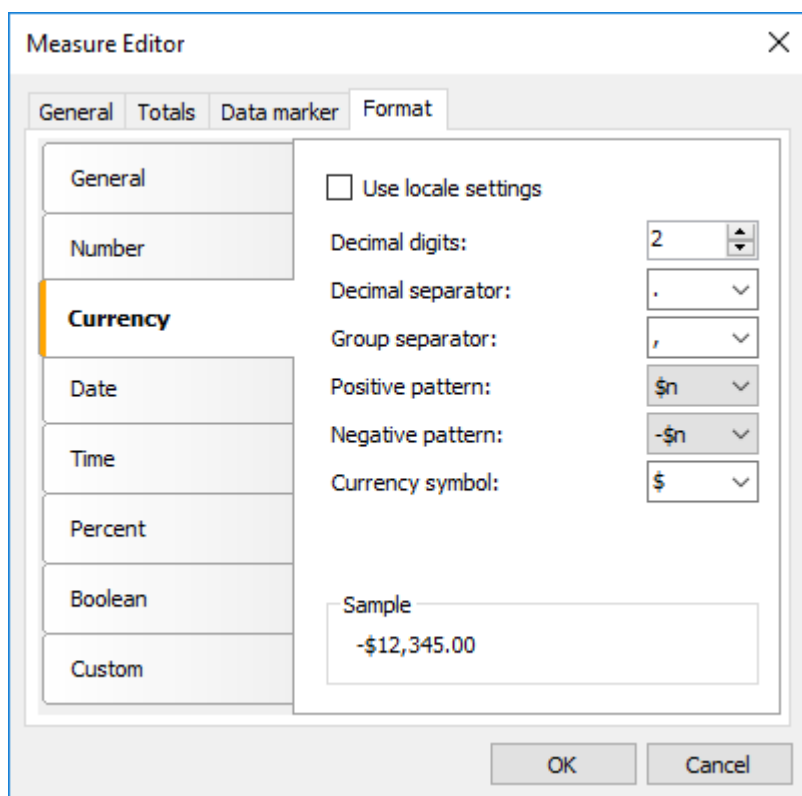 Measure Editor
General Totals Data marker Format
General
Number
Currency
Date
Time
Percent
Boolean
Custom
Use locale settings
Decimal digits: 2
Decimal separator: .
Group separator: ,
Positive pattern: $n
Negative pattern: -$n
Currency symbol: $
Sample
-$12,345.00
OK Cancel